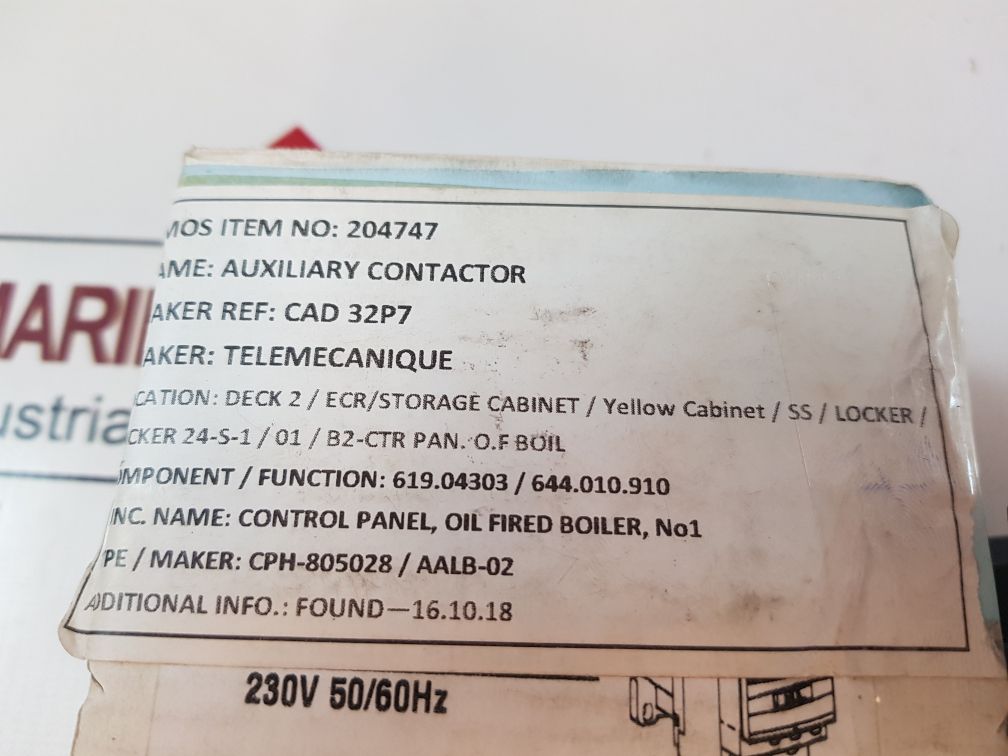 MOS ITEM NO: 204747
AME: AUXILIARY CONTACTOR
AKER REF: CAD 32P7
AKER: TELEMECANIQUE
CATION: DECK 2 / ECR/STORAGE CABINET / Yellow Cabinet / SS / LOCKER /
CKER 24-S-1 / 01 / B2-CTR PAN. O.F BOIL
OMPONENT / FUNCTION: 619.04303 / 644.010.910
NC. NAME: CONTROL PANEL, OIL FIRED BOILER, No1
PE / MAKER: CPH-805028 / AALB-02
ADDITIONAL INFO.: FOUND—16.10.18
230V 50/60Hz
MARI
ustria